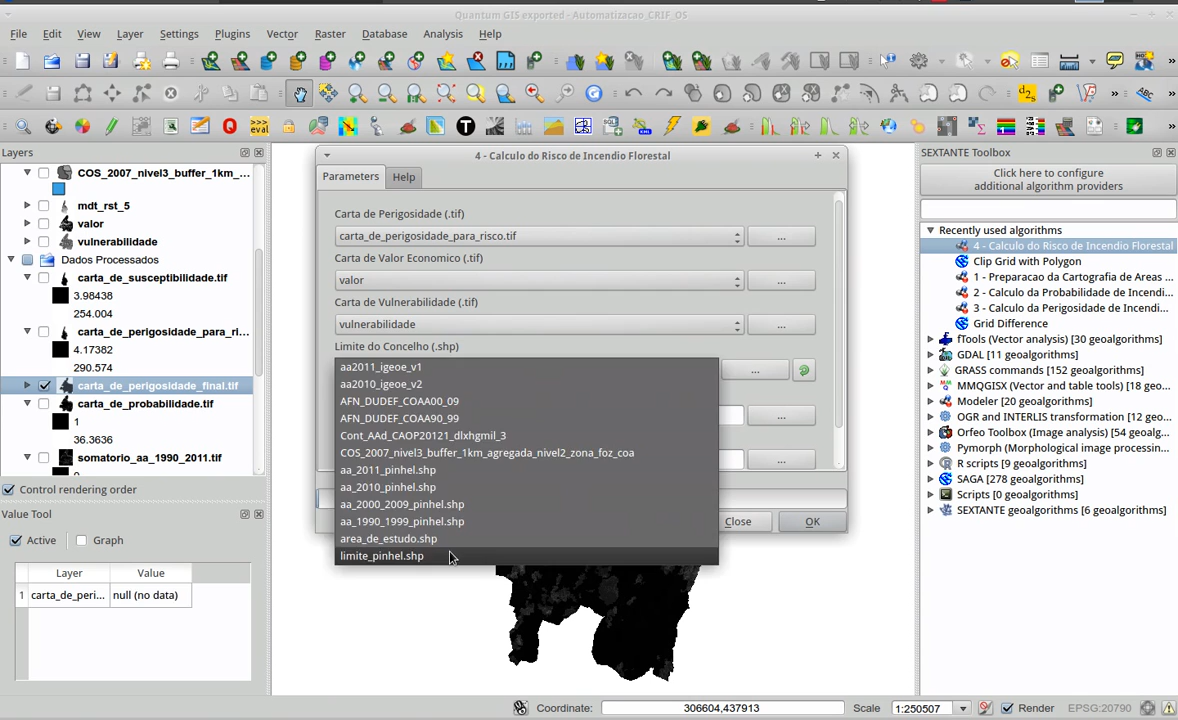 Quantum GIS exported - Automatizacao_CRIF_OS
File Edit View Layer Settings Plugins Vector Raster Database Analysis Help
Layers
COS_2007_nivel3_buffer_1km_...
mdt_rst_5
valor
vulnerabilidade
Dados Processados
carta_de_susceptibilidade.tif
3.98438
254.004
carta_de_perigosidade_para_ri...
4.17382
290.574
carta_de_perigosidade_final.tif
carta_de_probabilidade.tif
1
36.3636
somatorio_aa_1990_2011.tif
Control rendering order
Value Tool
Active Graph
Layer Value
1 carta_de_peri... null (no data)
4 - Calculo do Risco de Incendio Florestal
Parameters Help
Carta de Perigosidade (.tif)
carta_de_perigosidade_para_risco.tif ...
Carta de Valor Economico (.tif)
valor ...
Carta de Vulnerabilidade (.tif)
vulnerabilidade ...
Limite do Concelho (.shp)
aa2011_igeoe_v1
aa2010_igeoe_v2
AFN_DUDEF_COAA00_09
AFN_DUDEF_COAA90_99
Cont_AAd_CAOP20121_dlxhgmil_3
COS_2007_nivel3_buffer_1km_agregada_nivel2_zona_foz_coa
aa_2011_pinhel.shp
aa_2010_pinhel.shp
aa_2000_2009_pinhel.shp
aa_1990_1999_pinhel.shp
area_de_estudo.shp
limite_pinhel.shp
...
...
...
Close OK
SEXTANTE Toolbox
Click here to configure
additional algorithm providers
Recently used algorithms
4 - Calculo do Risco de Incendio Florestal
Clip Grid with Polygon
1 - Preparacao da Cartografia de Areas ...
2 - Calculo da Probabilidade de Incendi...
3 - Calculo da Perigosidade de Incendi...
Grid Difference
fTools (Vector analysis) [30 geoalgorithms]
GDAL [11 geoalgorithms]
GRASS commands [152 geoalgorithms]
MMQGISX (Vector and table tools) [18 geo...
Modeler [2 geoalgorithms]
OGR and INTERLIS transformation [12 geo...
Orfeo Toolbox (Image analysis) [54 geoalg...
Pymorph (Morphological image processin...
R scripts [9 geoalgorithms]
SAGA [278 geoalgorithms]
Scripts [0 geoalgorithms]
SEXTANTE geoalgorithms [6 geoalgorithms]
Coordinate: 306604,437913 Scale 1:250507 Render EPSG:20790